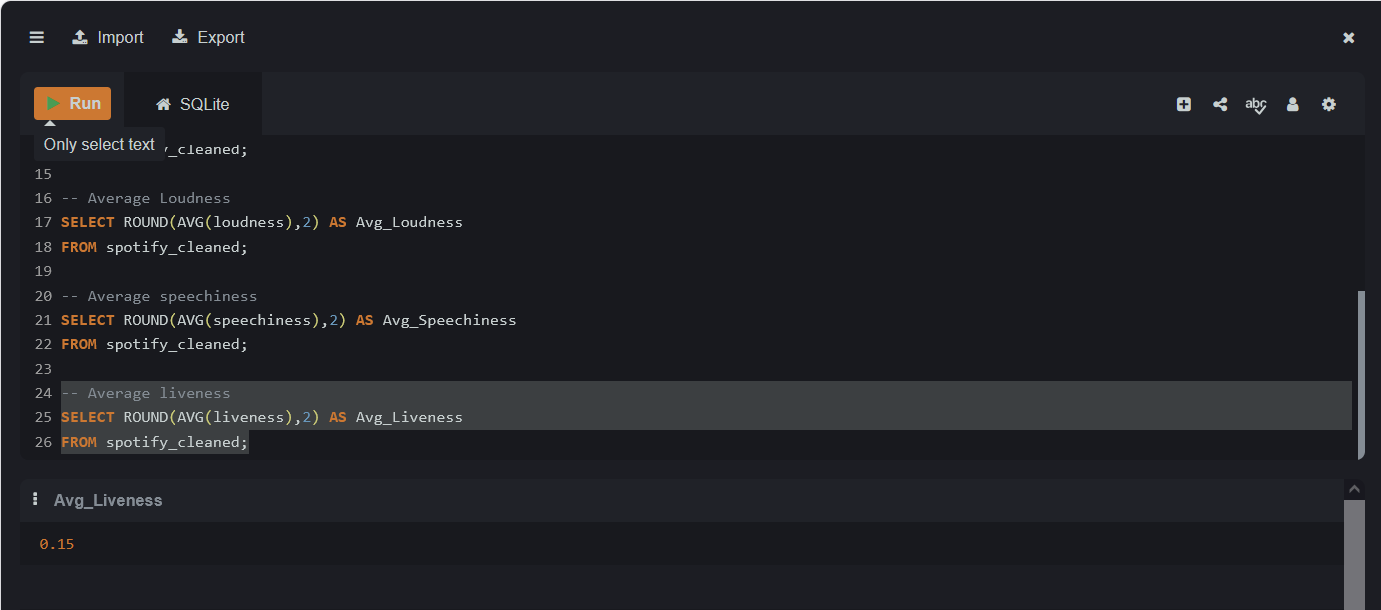 Import Export
Run SQLite abc
Only select text
y_cleaned;
15
16 -- Average Loudness
17 SELECT ROUND(AVG(loudness),2) AS Avg_Loudness
18 FROM spotify_cleaned;
19
20 -- Average speechiness
21 SELECT ROUND(AVG(speechiness),2) AS Avg_Speechiness
22 FROM spotify_cleaned;
23
24 -- Average liveness
25 SELECT ROUND(AVG(liveness),2) AS Avg_Liveness
26 FROM spotify_cleaned;
Avg_Liveness
0.15